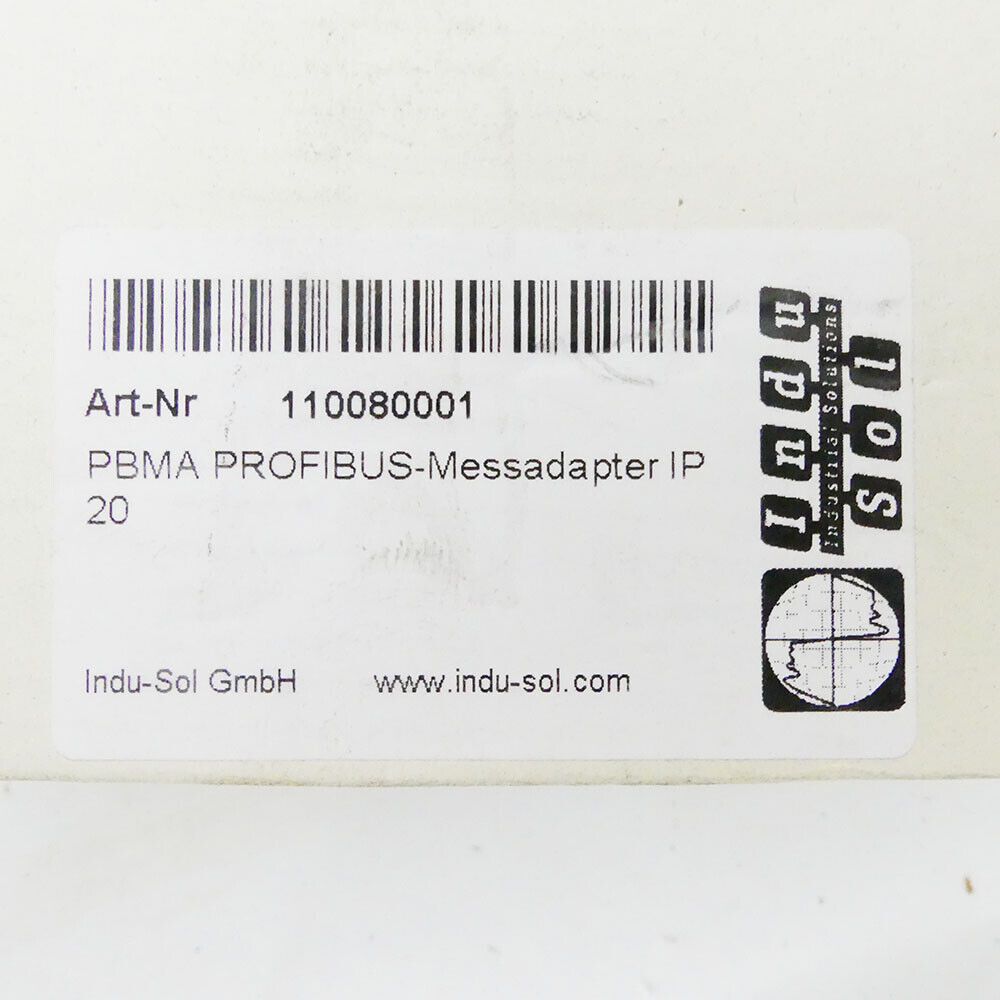 Art-Nr 110080001
PBMA PROFIBUS-Messadapter IP
20
Indu-Sol GmbH www.indu-sol.com
Indu
Industrial Solutions
Sol